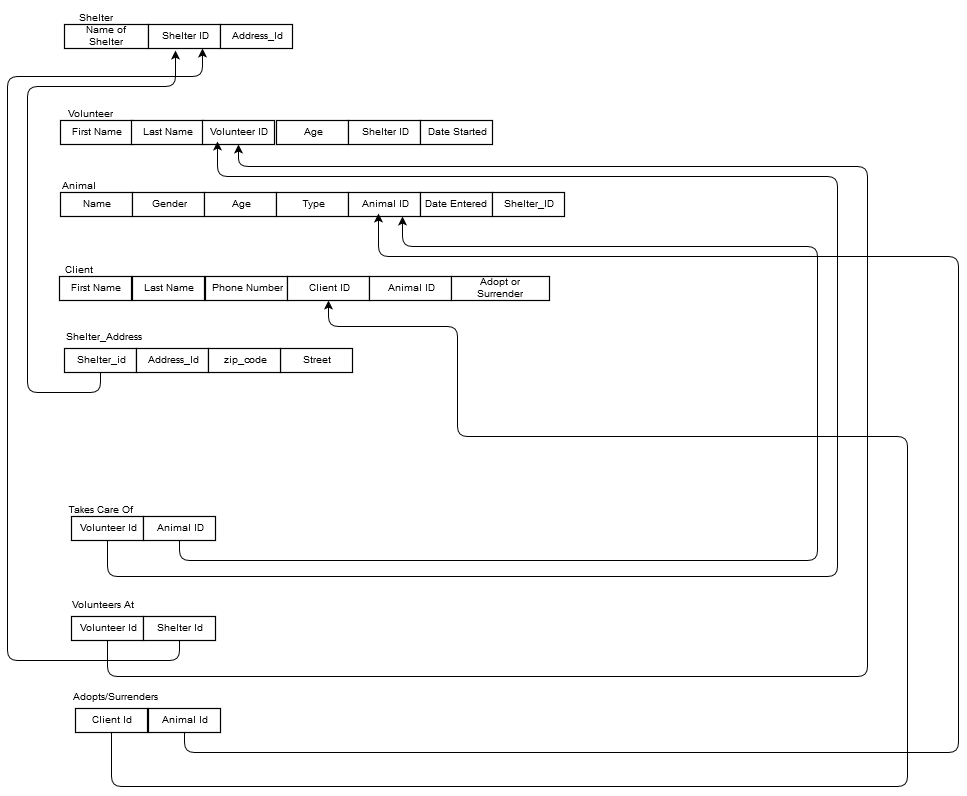 Shelter
Name of
Shelter
Shelter ID
Address_Id
Volunteer
First Name
Last Name
Volunteer ID
Age
Shelter ID
Date Started
Animal
Name
Gender
Age
Type
Animal ID
Date Entered
Shelter_ID
Client
First Name
Last Name
Phone Number
Client ID
Animal ID
Adopt or
Surrender
Shelter_Address
Shelter_id
Address_Id
zip_code
Street
Takes Care Of
Volunteer Id
Animal ID
Volunteers At
Volunteer Id
Shelter Id
Adopts/Surrenders
Client Id
Animal Id